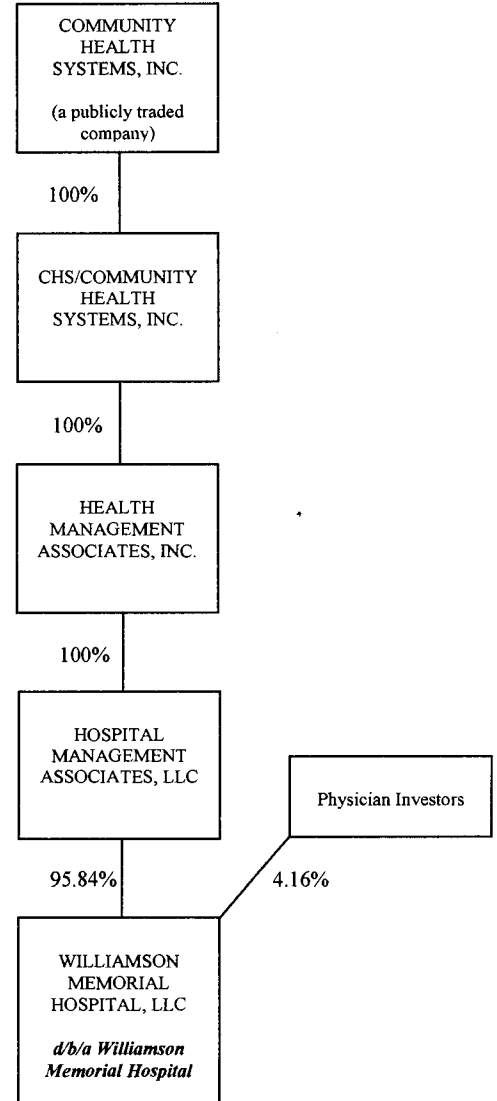 COMMUNITY
HEALTH
SYSTEMS, INC.
(a publicly traded
company)
100%
CHS/COMMUNITY
HEALTH
SYSTEMS, INC.
100%
HEALTH
MANAGEMENT
ASSOCIATES, INC.
100%
HOSPITAL
MANAGEMENT
ASSOCIATES, LLC
Physician Investors
95.84%
4.16%
WILLIAMSON
MEMORIAL
HOSPITAL, LLC
d/b/a Williamson
Memorial Hospital